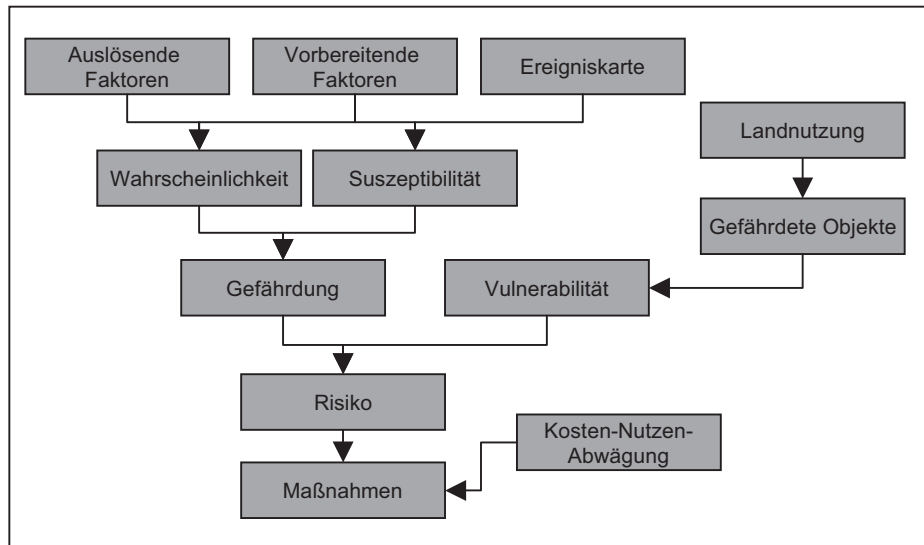 Auslösende
Faktoren
Vorbereitende
Faktoren
Ereigniskarte
Landnutzung
Wahrscheinlichkeit
Suszeptibilität
Gefährdete Objekte
Gefährdung
Vulnerabilität
Risiko
Kosten-Nutzen-
Abwägung
Maßnahmen